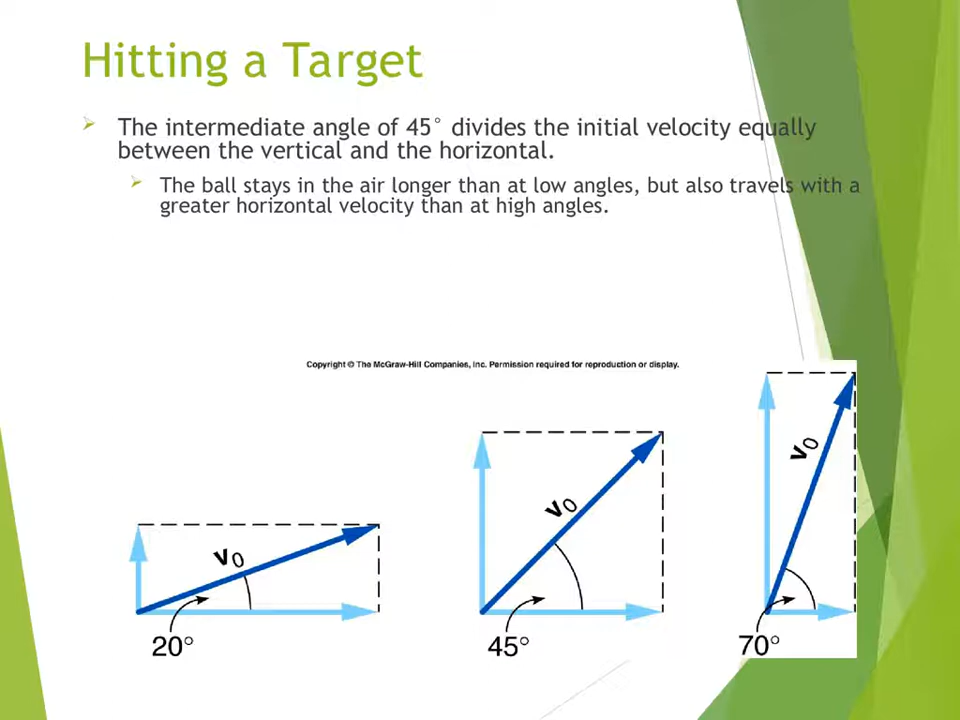 Hitting a Target
The intermediate angle of 45° divides the initial velocity equally
between the vertical and the horizontal.
The ball stays in the air longer than at low angles, but also travels with a
greater horizontal velocity than at high angles.
Copyright © The McGraw-Hill Companies, Inc. Permission required for reproduction or display.
v0
20°
v0
45°
v0
70°